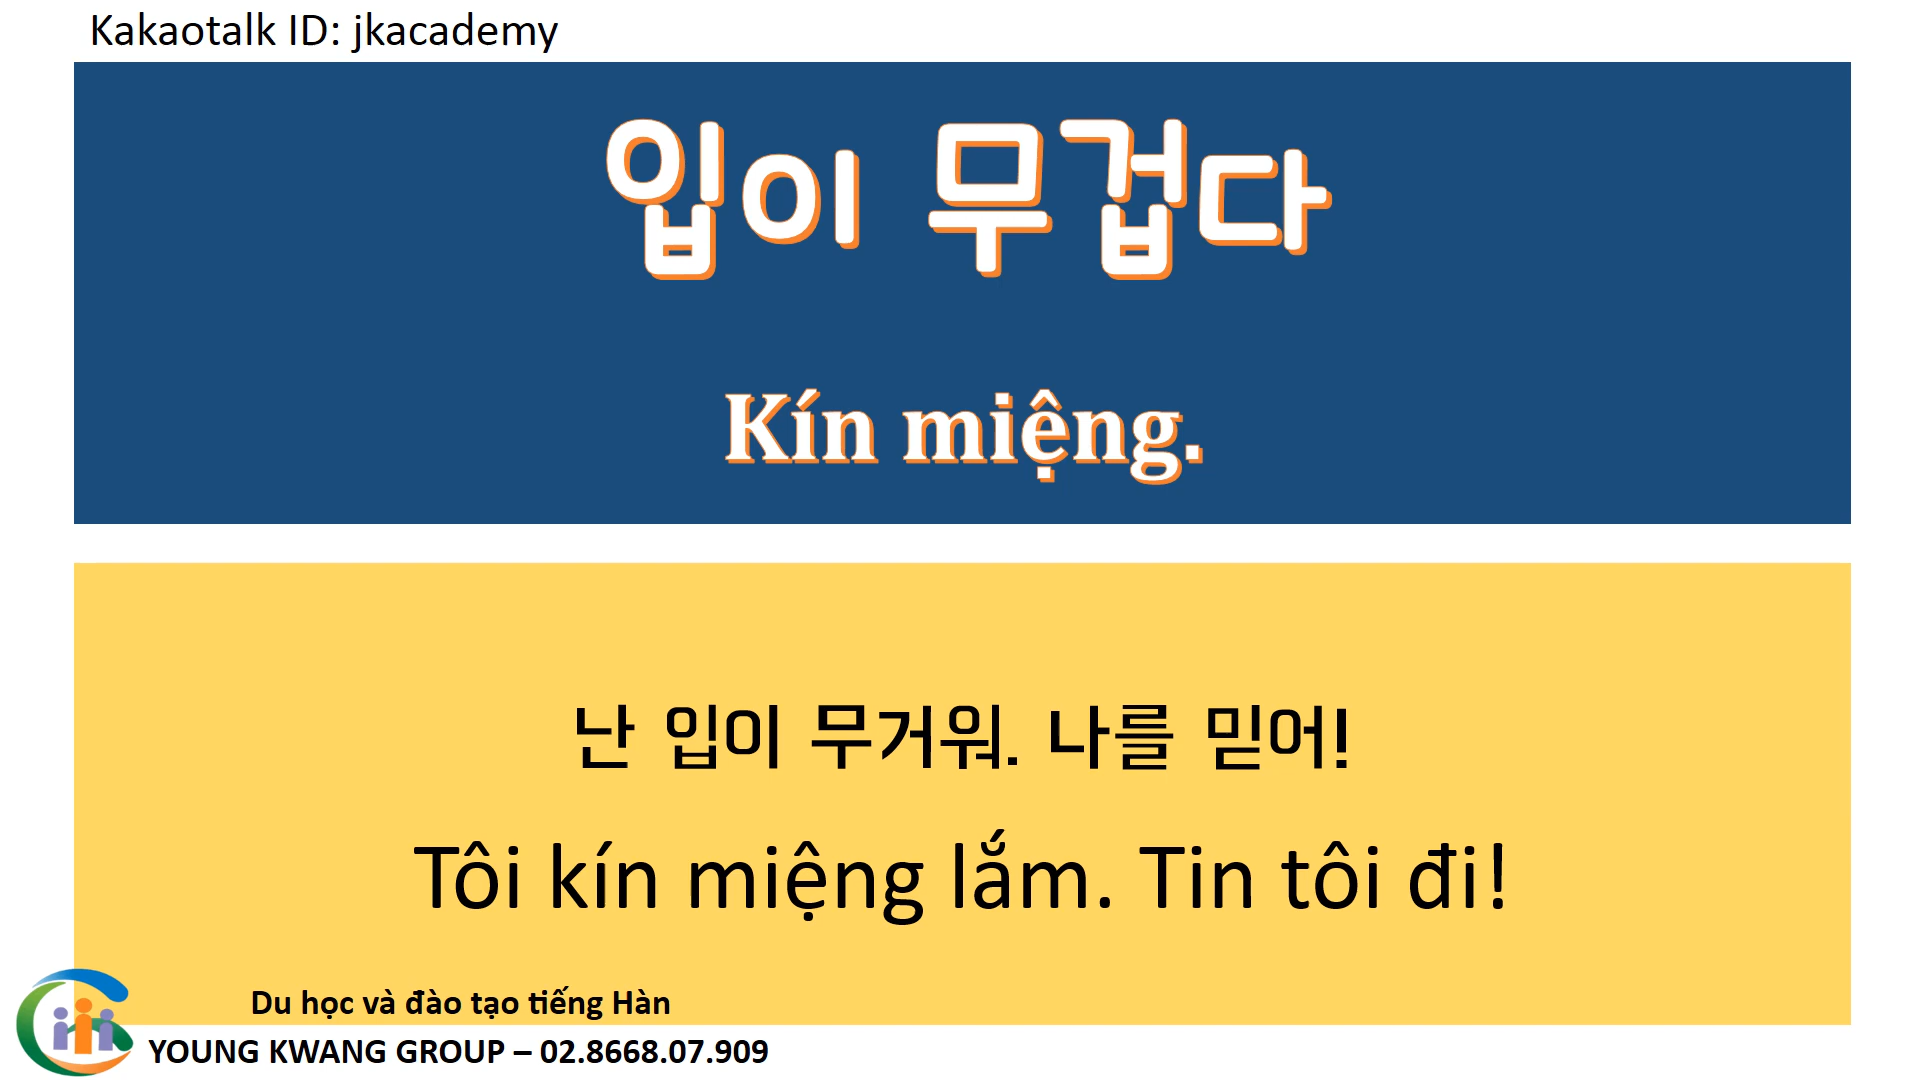 Kakaotalk ID: jkacademy
입이 무겁다
Kín miệng.
난 입이 무거워. 나를 믿어!
Tôi kín miệng lắm. Tin tôi đi!
Du học và đào tạo tiếng Hàn
YOUNG KWANG GROUP – 02.8668.07.909